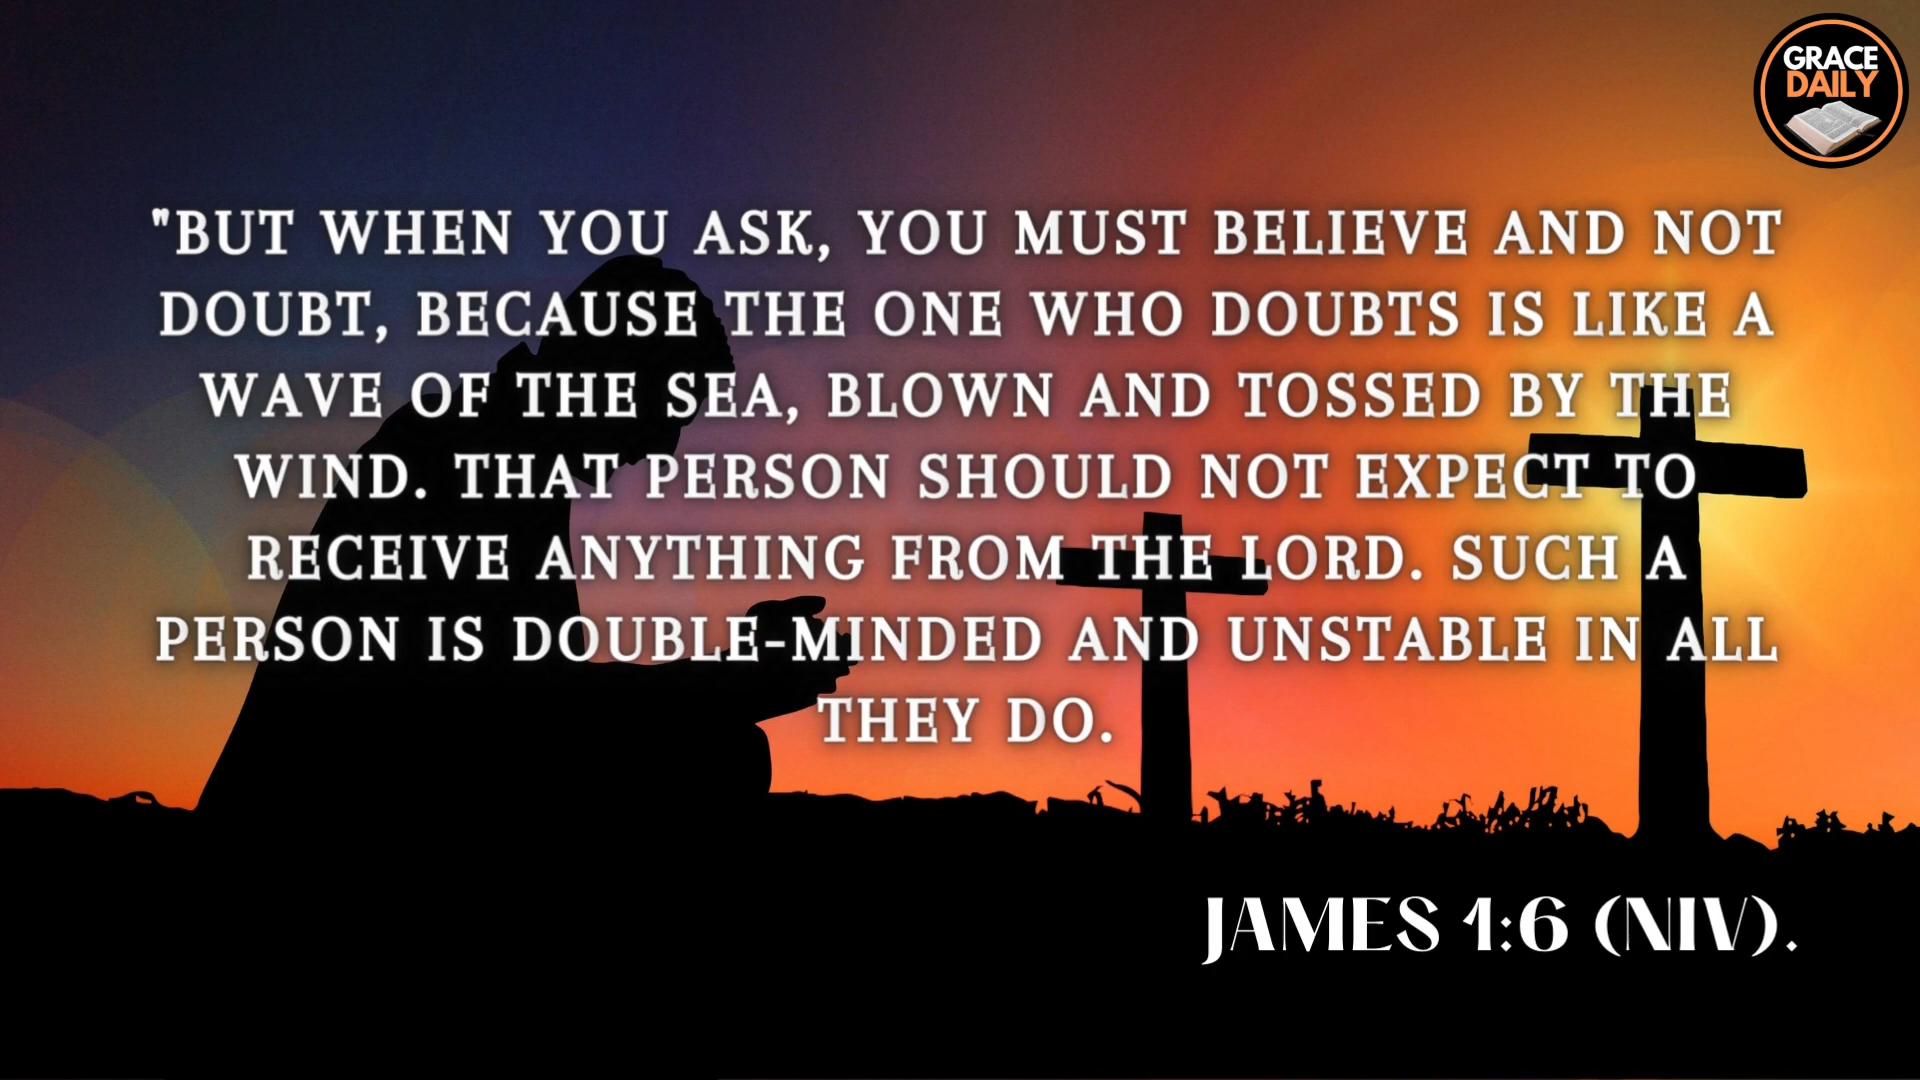 GRACE
DAILY
"BUT WHEN YOU ASK, YOU MUST BELIEVE AND NOT
DOUBT, BECAUSE THE ONE WHO DOUBTS IS LIKE A
WAVE OF THE SEA, BLOWN AND TOSSED BY THE
WIND. THAT PERSON SHOULD NOT EXPECT TO
RECEIVE ANYTHING FROM THE LORD. SUCH A
PERSON IS DOUBLE-MINDED AND UNSTABLE IN ALL
THEY DO.
JAMES 1:6 (NIV).